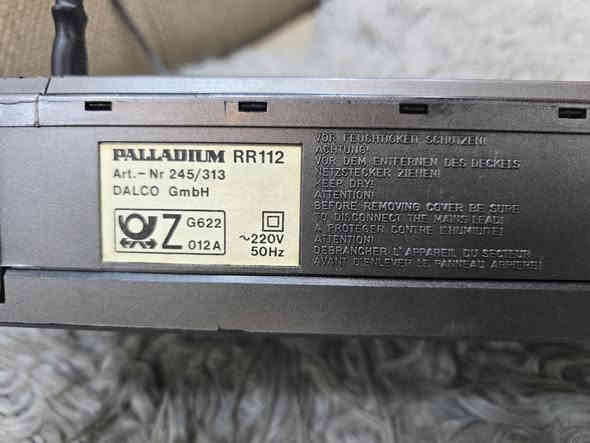 PALLADIUM RR112
Art.-Nr 245/313
DALCO GmbH
Z G622
012A
~220V
50Hz
VOR FEUCHTIGKEIT SCHÜTZEN!
ACHTUNG!
VOR DEM ENTFERNEN DES DECKELS
NETZSTECKER ZIEHEN!
KEEP DRY!
ATTENTION!
BEFORE REMOVING COVER BE SURE
TO DISCONNECT THE MAINS LEAD!
A PROTEGER CONTRE L'HUMIDITE!
ATTENTION!
DEBRANCHER L'APPAREIL DU SECTEUR
AVANT D'ENLEVER LE PANNEAU ARRIERE!